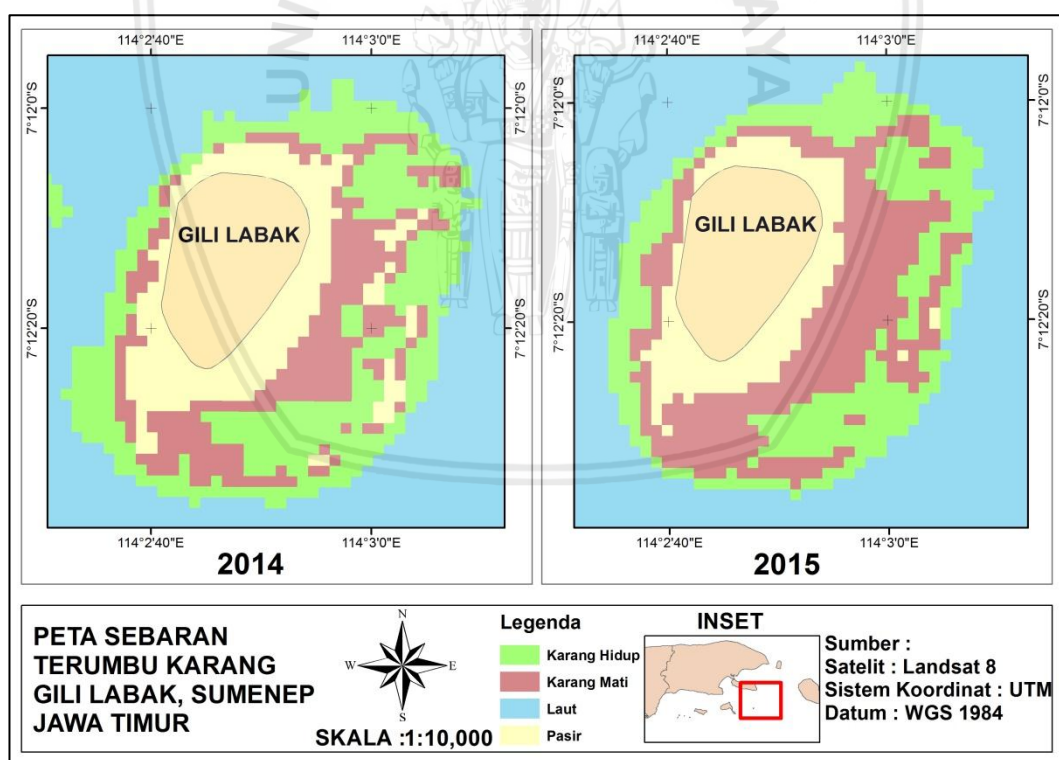 114°2'40"E 114°3'0"E
7°12'0"S
7°12'20"S
GILI LABAK
7°12'0"S
7°12'20"S
114°2'40"E 114°3'0"E
2014
114°2'40"E 114°3'0"E
7°12'0"S
7°12'20"S
GILI LABAK
7°12'0"S
7°12'20"S
114°2'40"E 114°3'0"E
2015
UNI
AYA
PETA SEBARAN
TERUMBU KARANG
GILI LABAK, SUMENEP
JAWA TIMUR
N
W E
S
SKALA :1:10,000
Legenda
Karang Hidup
Karang Mati
Laut
Pasir
INSET
Sumber :
Satelit : Landsat 8
Sistem Koordinat : UTM
Datum : WGS 1984